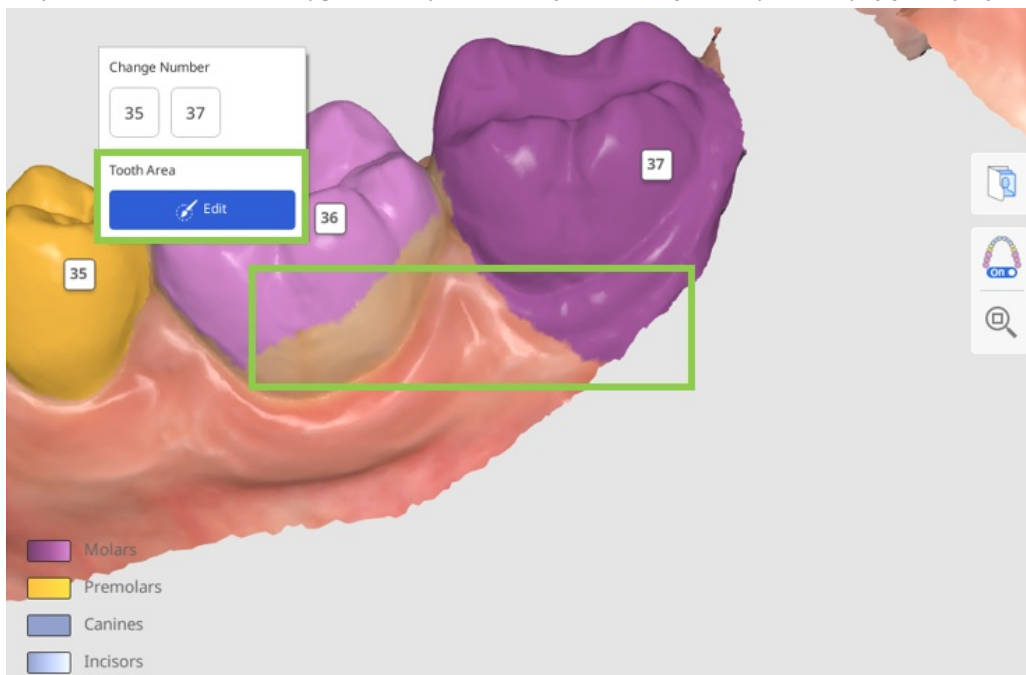 Change Number
35 37
Tooth Area
Edit
37
36
35
on
Molars
Premolars
Canines
Incisors